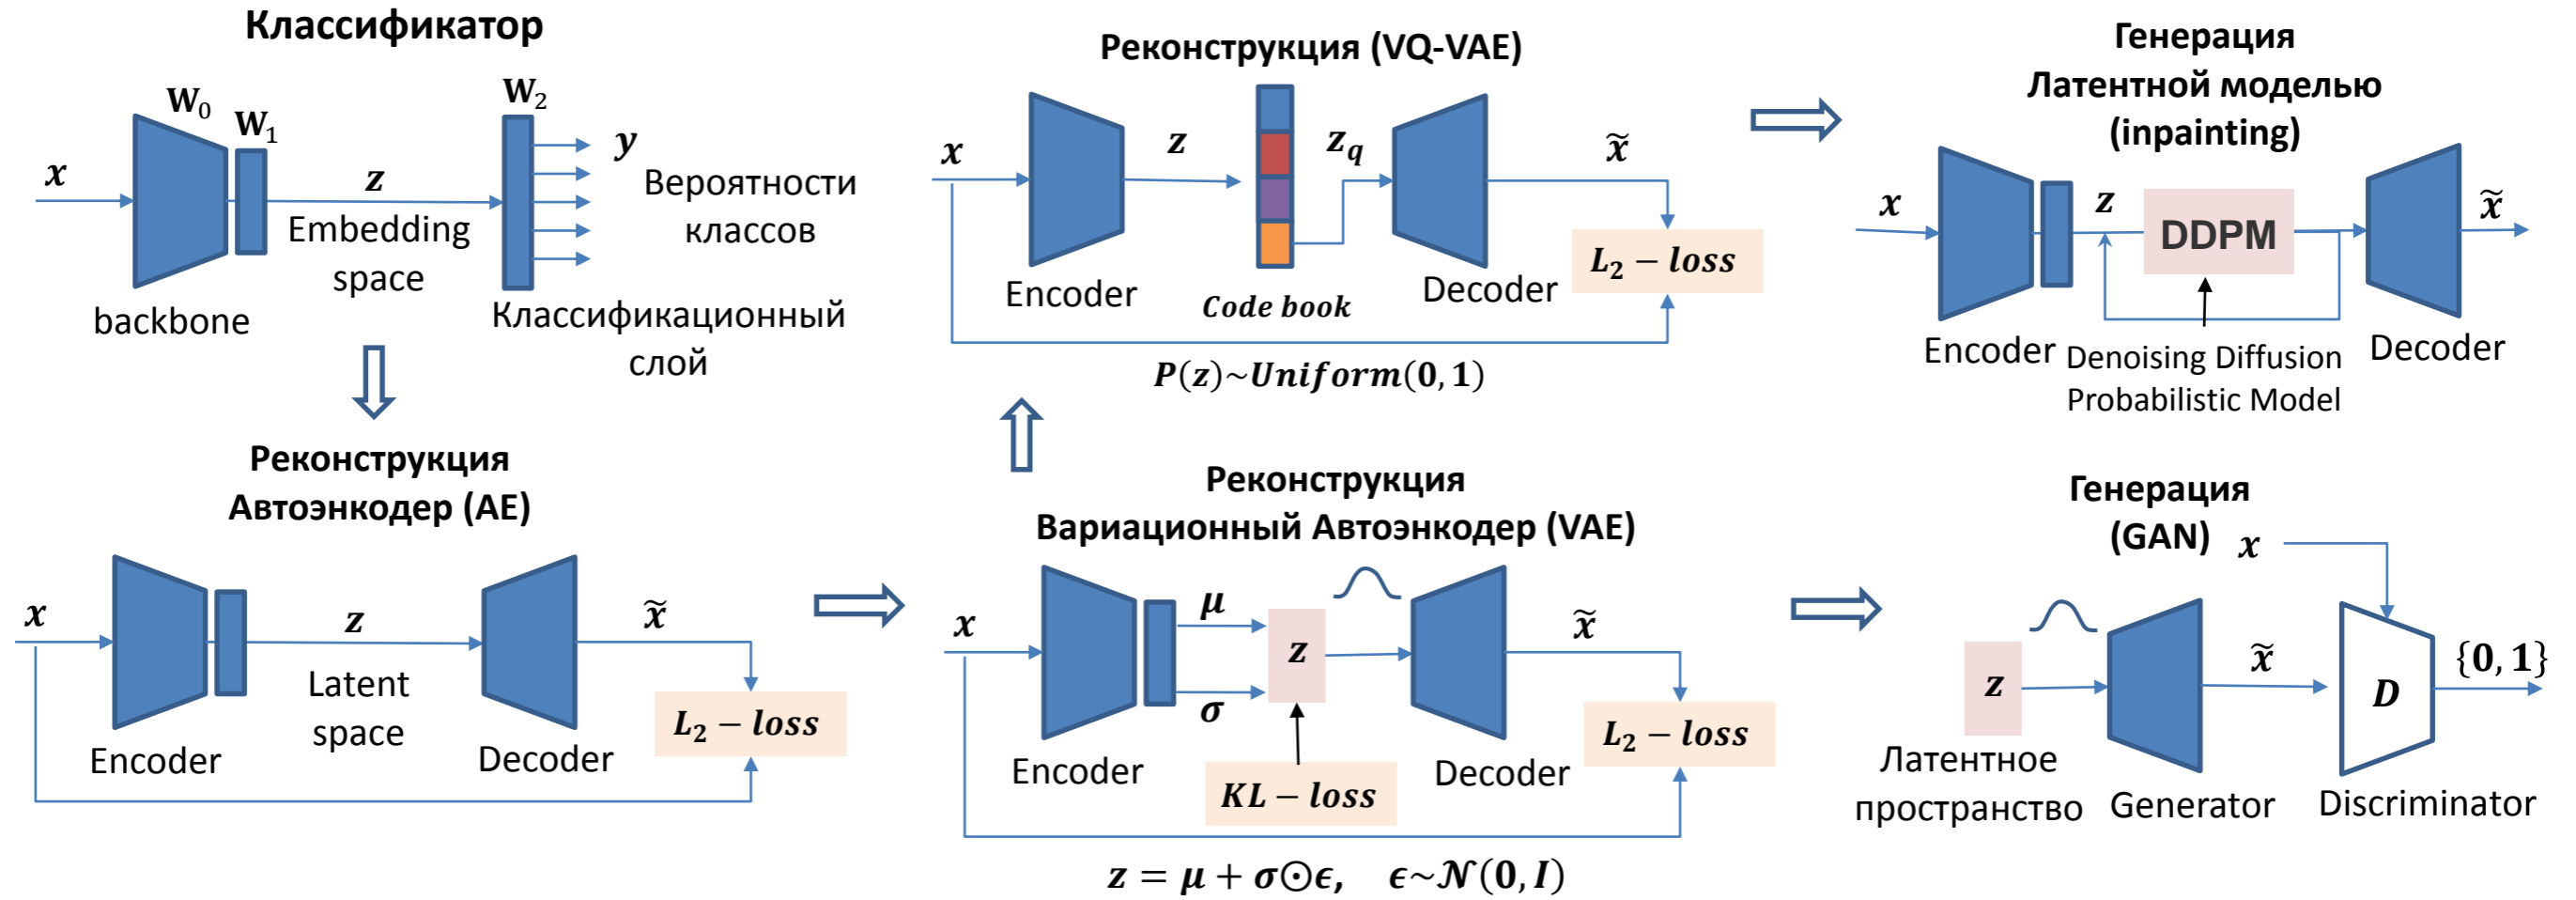 Классификатор
W₀
W₁
W₂
x
z
y
Embedding
space
Вероятности
классов
backbone
Классификационный
слой
Реконструкция
Автоэнкодер (AE)
x
z
x̃
Latent
space
Encoder
Decoder
L₂ − loss
Реконструкция (VQ-VAE)
x
z
z_q
x̃
Encoder
Code book
Decoder
L₂ − loss
P(z)~Uniform(0, 1)
Реконструкция
Вариационный Автоэнкодер (VAE)
x
μ
σ
z
x̃
Encoder
KL − loss
Decoder
L₂ − loss
z = μ + σ⊙ϵ, ϵ~𝒩(0, I)
Генерация
Латентной моделью
(inpainting)
x
z
DDPM
x̃
Encoder
Denoising Diffusion
Probabilistic Model
Decoder
Генерация
(GAN)
x
z
x̃
D
{0, 1}
Латентное
пространство
Generator
Discriminator